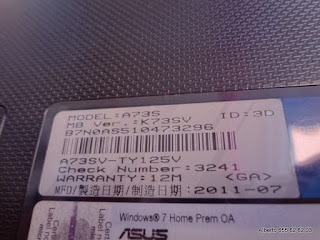 MODEL:A73S ID:3D
MB Ver.:K73SV
B7N0AS510473296
A73SV-TY125V
Check Number:3241
WARRANTY:12M <GA>
MFD/製造日期/制造日期:2011-07
Windows® 7 Home Prem OA
ASUS